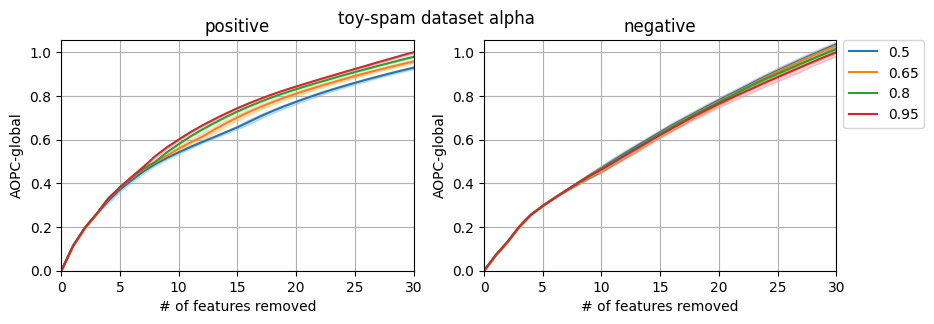 toy-spam dataset alpha
positive
AOPC-global
1.0
0.8
0.6
0.4
0.2
0.0
0 5 10 15 20 25 30
# of features removed
negative
AOPC-global
1.0
0.8
0.6
0.4
0.2
0.0
0 5 10 15 20 25 30
# of features removed
0.5
0.65
0.8
0.95